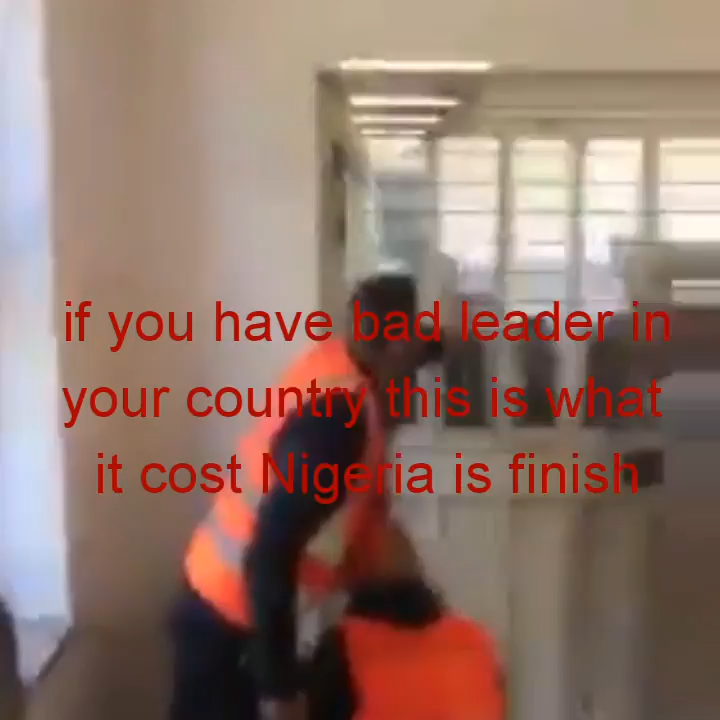 if you have bad leader in
your country this is what
it cost Nigeria is finish